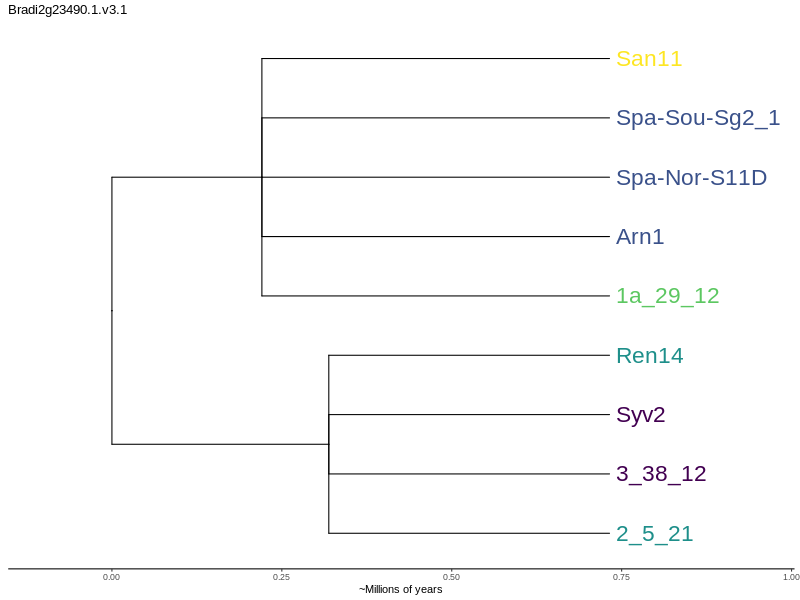 Bradi2g23490.1.v3.1
San11
Spa-Sou-Sg2_1
Spa-Nor-S11D
Arn1
1a_29_12
Ren14
Syv2
3_38_12
2_5_21
0.00 0.25 0.50 0.75 1.00
~Millions of years